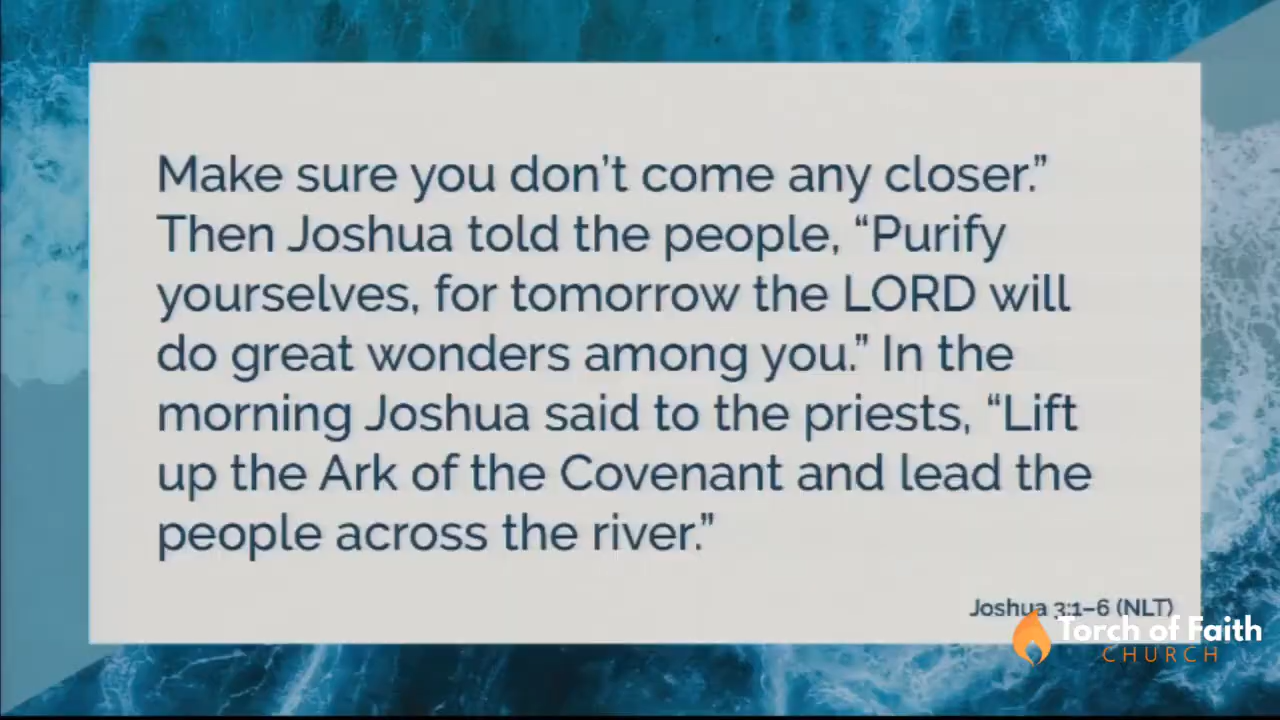 Make sure you don’t come any closer.”
Then Joshua told the people, “Purify
yourselves, for tomorrow the LORD will
do great wonders among you.” In the
morning Joshua said to the priests, “Lift
up the Ark of the Covenant and lead the
people across the river.”
Joshua 3:1–6 (NLT)
Torch of Faith
CHURCH